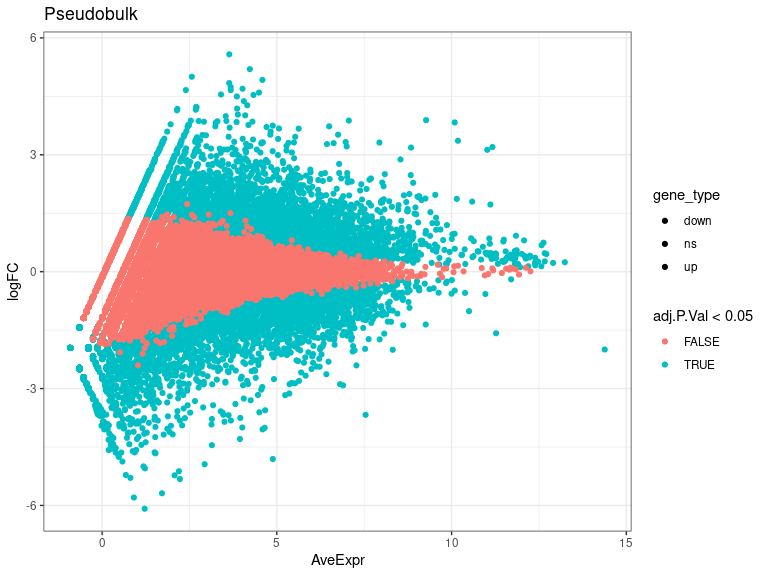 Pseudobulk
6
3
0
-3
-6
logFC
0
5
10
15
AveExpr
gene_type
down
ns
up
adj.P.Val < 0.05
FALSE
TRUE